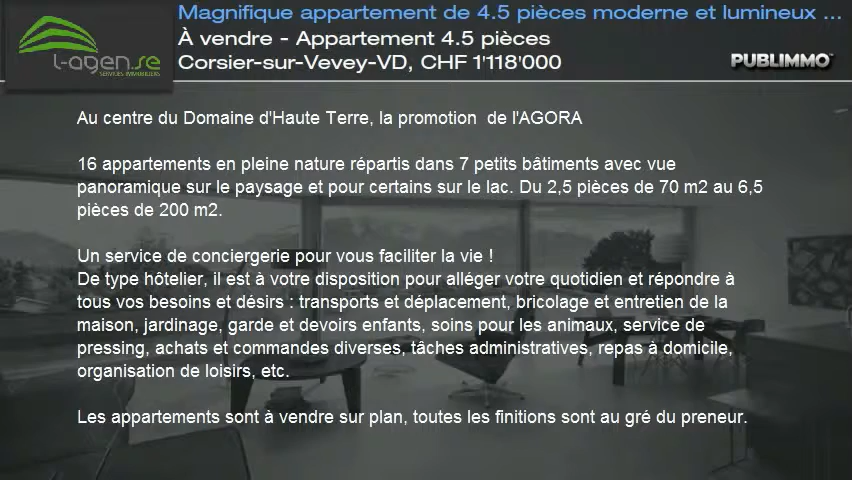 Magnifique appartement de 4.5 pièces moderne et lumineux ...
À vendre - Appartement 4.5 pièces
Corsier-sur-Vevey-VD, CHF 1'118'000
l-agen.se
SERVICES IMMOBILIERS
PUBLIMMO
Au centre du Domaine d'Haute Terre, la promotion de l'AGORA
16 appartements en pleine nature répartis dans 7 petits bâtiments avec vue
panoramique sur le paysage et pour certains sur le lac. Du 2,5 pièces de 70 m2 au 6,5
pièces de 200 m2.
Un service de conciergerie pour vous faciliter la vie !
De type hôtelier, il est à votre disposition pour alléger votre quotidien et répondre à
tous vos besoins et désirs : transports et déplacement, bricolage et entretien de la
maison, jardinage, garde et devoirs enfants, soins pour les animaux, service de
pressing, achats et commandes diverses, tâches administratives, repas à domicile,
organisation de loisirs, etc.
Les appartements sont à vendre sur plan, toutes les finitions sont au gré du preneur.